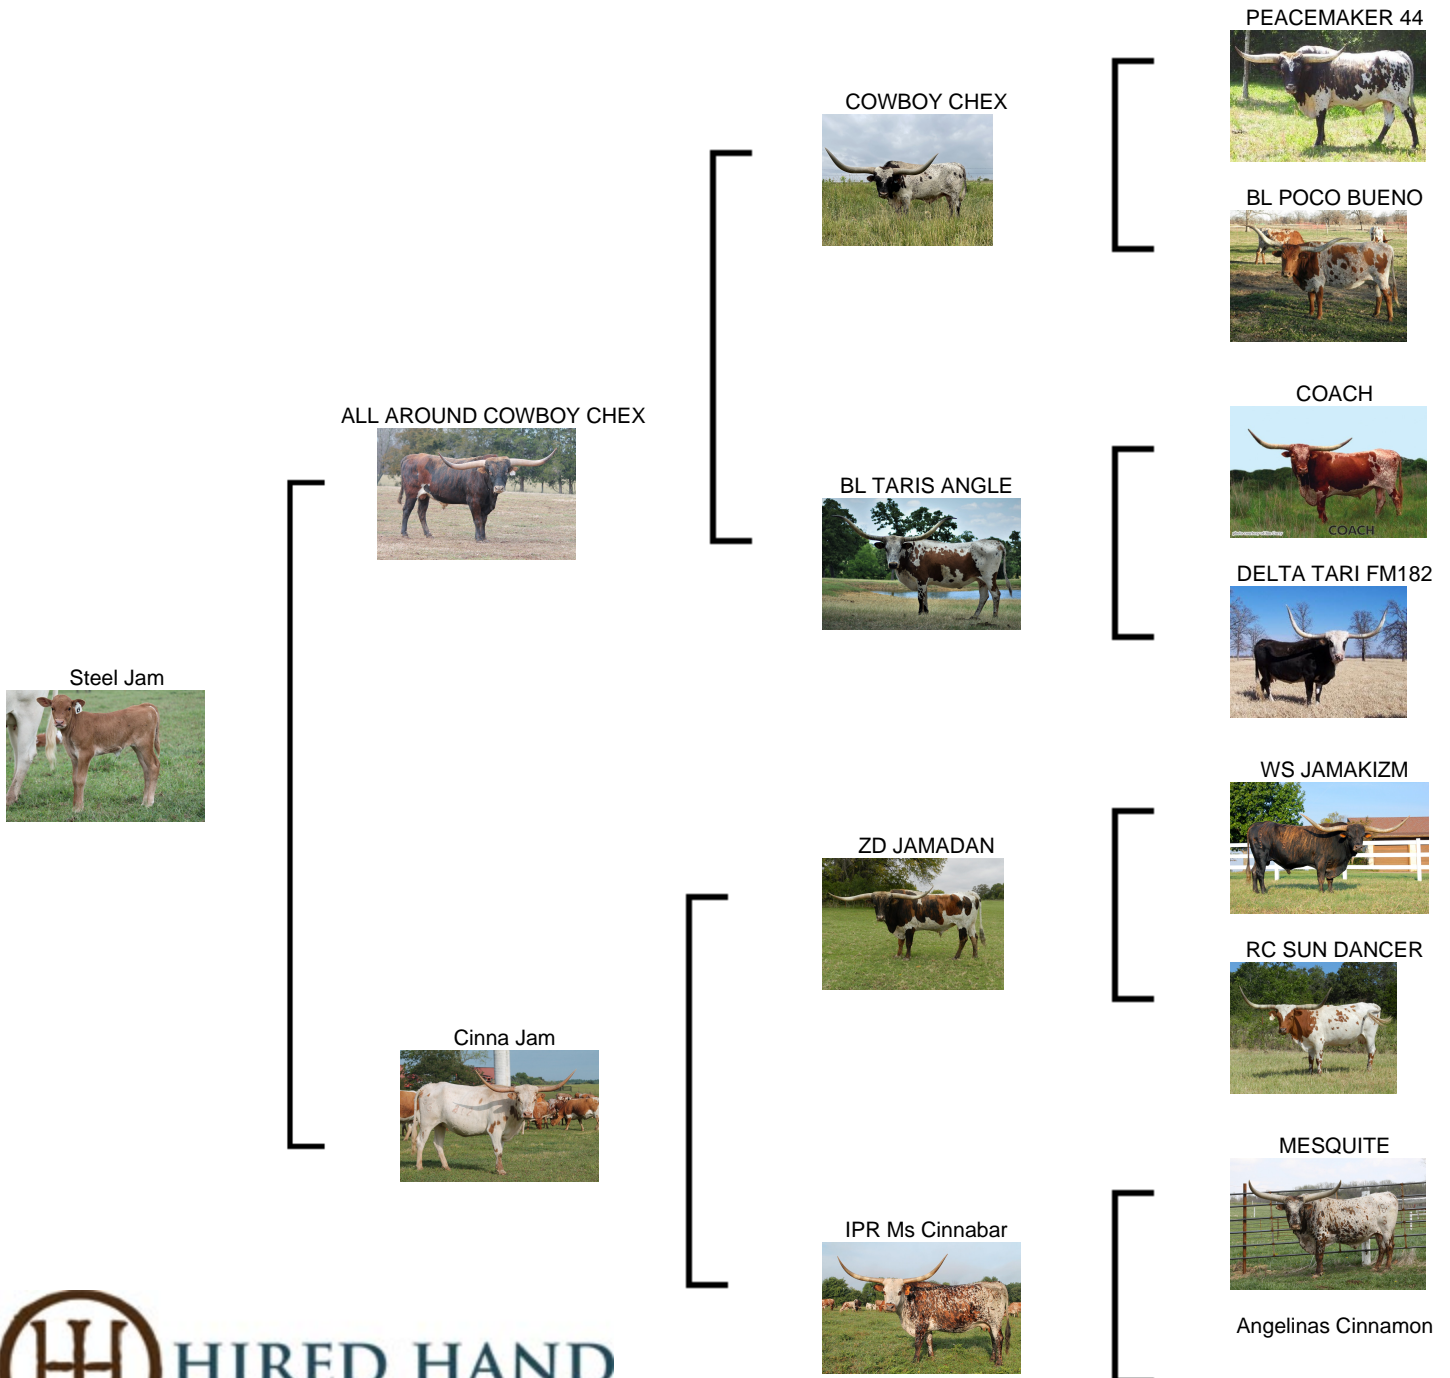 PEACEMAKER 44
COWBOY CHEX
BL POCO BUENO
COACH
ALL AROUND COWBOY CHEX
BL TARIS ANGLE
COACH
DELTA TARI FM182
Steel Jam
WS JAMAKIZM
ZD JAMADAN
RC SUN DANCER
Cinna Jam
MESQUITE
IPR Ms Cinnabar
Angelinas Cinnamon
HIRED HAND